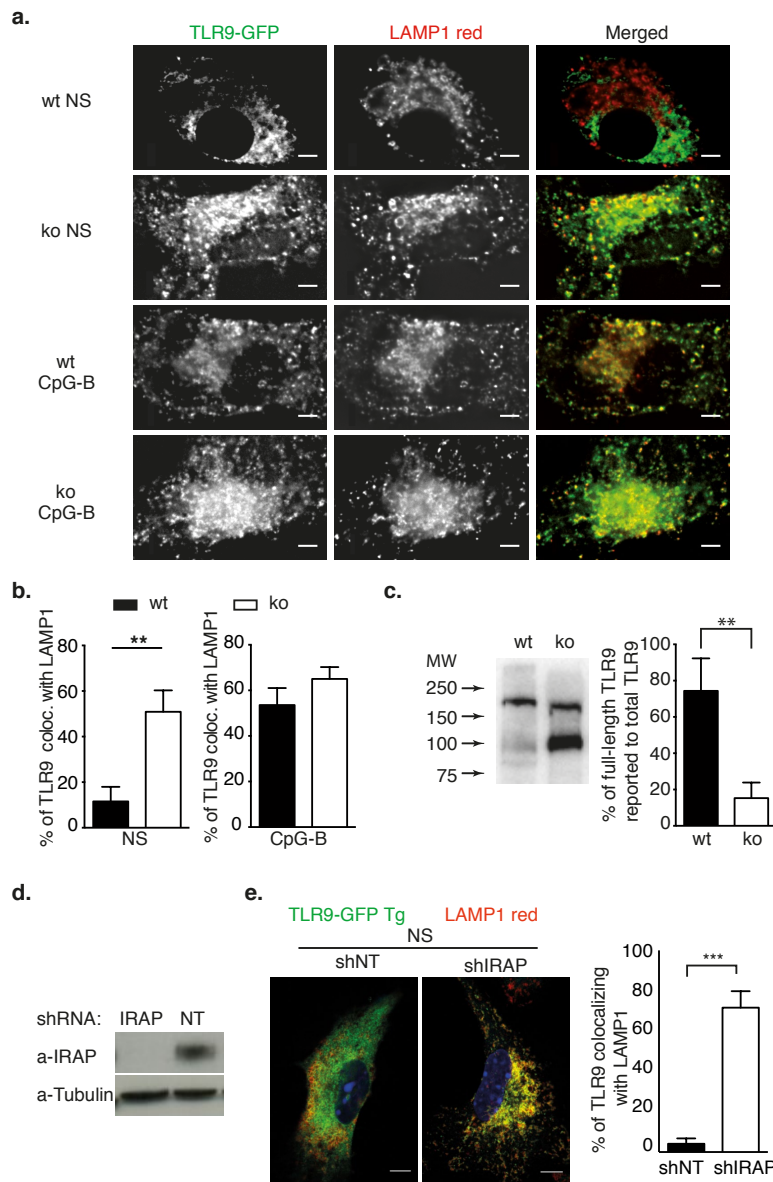 a.
TLR9-GFP LAMP1 red Merged
wt NS
ko NS
wt
CpG-B
ko
CpG-B
b.
wt ko
% of TLR9 coloc. with LAMP1
80
60
40
20
0
**
NS
% of TLR9 coloc. with LAMP1
80
60
40
20
0
CpG-B
c.
wt ko
MW
250
150
100
75
% of full-length TLR9
reported to total TLR9
100
80
60
40
20
0
**
wt ko
d.
shRNA: IRAP NT
a-IRAP
a-Tubulin
e.
TLR9-GFP Tg LAMP1 red
NS
shNT shIRAP
% of TLR9 colocalizing
with LAMP1
100
80
60
40
20
0
***
shNT shIRAP